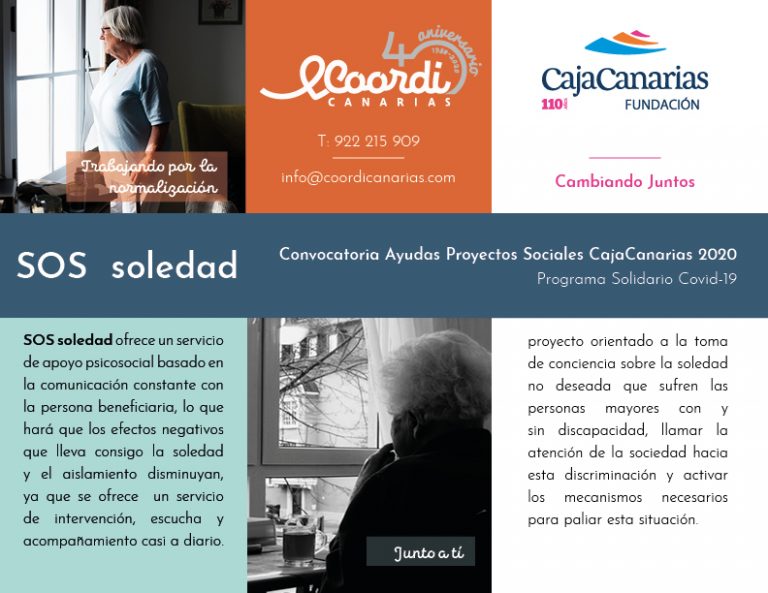 Trabajando por la
normalización
40 aniversario
1980-2020
Coordi
CANARIAS
T: 922 215 909
info@coordicanarias.com
CajaCanarias
110 años FUNDACIÓN
Cambiando Juntos
SOS soledad
Convocatoria Ayudas Proyectos Sociales CajaCanarias 2020
Programa Solidario Covid-19
SOS soledad ofrece un servicio
de apoyo psicosocial basado en
la comunicación constante con
la persona beneficiaria, lo que
hará que los efectos negativos
que lleva consigo la soledad
y el aislamiento disminuyan,
ya que se ofrece un servicio
de intervención, escucha y
acompañamiento casi a diario.
Junto a tí
proyecto orientado a la toma
de conciencia sobre la soledad
no deseada que sufren las
personas mayores con y
sin discapacidad, llamar la
atención de la sociedad hacia
esta discriminación y activar
los mecanismos necesarios
para paliar esta situación.